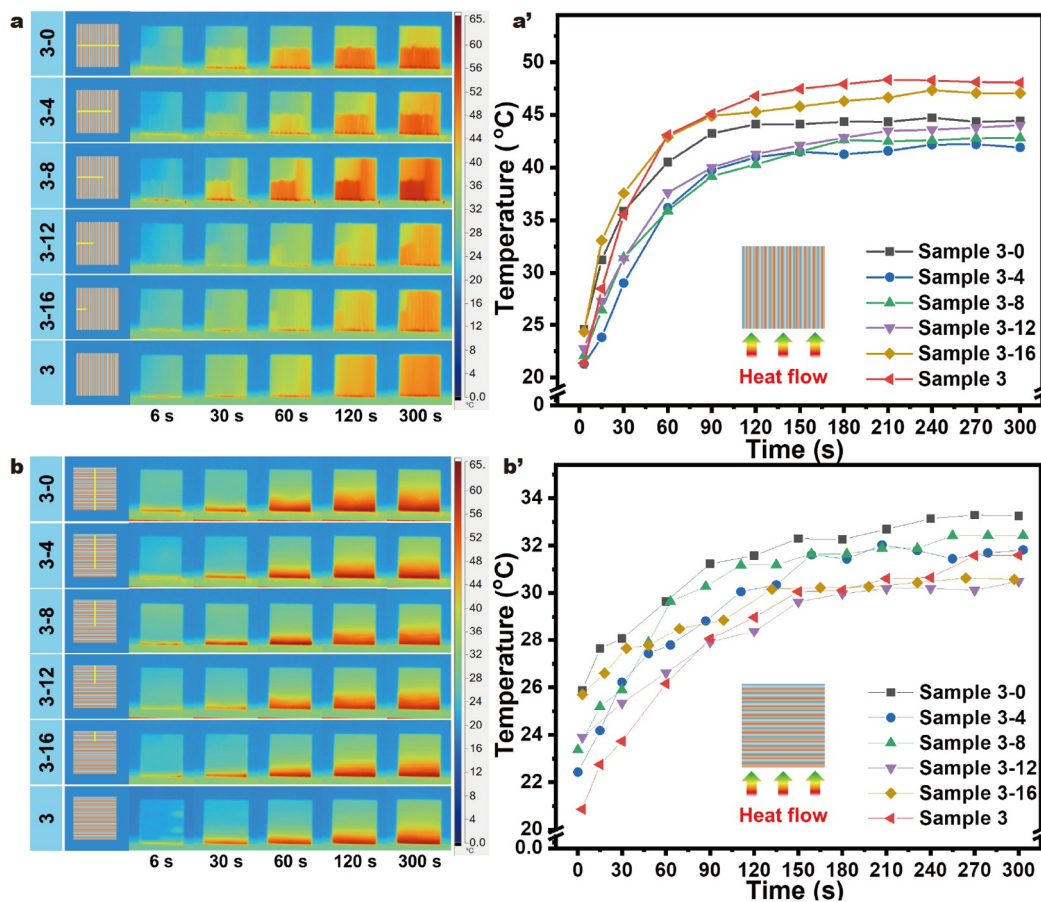 a
3-0
3-4
3-8
3-12
3-16
3
6 s 30 s 60 s 120 s 300 s
65.
60
56
52
48
44
40
36
32
28
24
20
16
12
8
4
0.0
°C
a'
Temperature (°C)
50
45
40
35
30
25
20
0
0 30 60 90 120 150 180 210 240 270 300
Time (s)
Heat flow
Sample 3-0
Sample 3-4
Sample 3-8
Sample 3-12
Sample 3-16
Sample 3
b
3-0
3-4
3-8
3-12
3-16
3
6 s 30 s 60 s 120 s 300 s
65.
60
56
52
48
44
40
36
32
28
24
20
16
12
8
4
0.0
°C
b'
Temperature (°C)
34
32
30
28
26
24
22
20
0.0
0 30 60 90 120 150 180 210 240 270 300
Time (s)
Heat flow
Sample 3-0
Sample 3-4
Sample 3-8
Sample 3-12
Sample 3-16
Sample 3